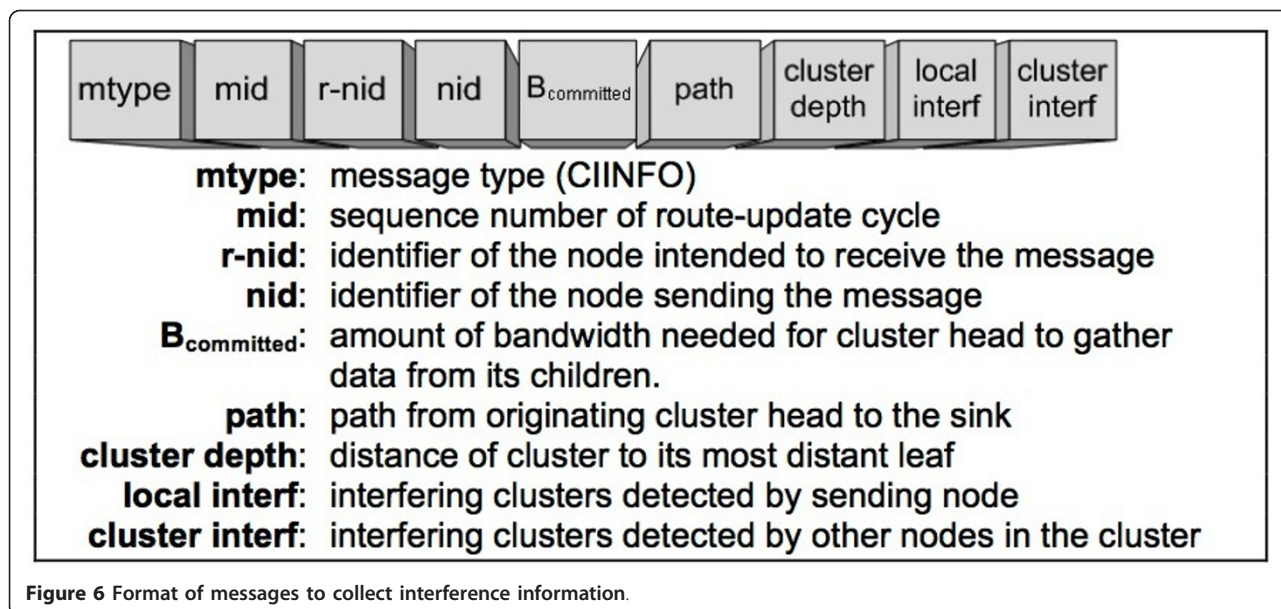 mtype mid r-nid nid Bcommitted path cluster depth local interf cluster interf
mtype: message type (CIINFO)
mid: sequence number of route-update cycle
r-nid: identifier of the node intended to receive the message
nid: identifier of the node sending the message
Bcommitted: amount of bandwidth needed for cluster head to gather
data from its children.
path: path from originating cluster head to the sink
cluster depth: distance of cluster to its most distant leaf
local interf: interfering clusters detected by sending node
cluster interf: interfering clusters detected by other nodes in the cluster
Figure 6 Format of messages to collect interference information.